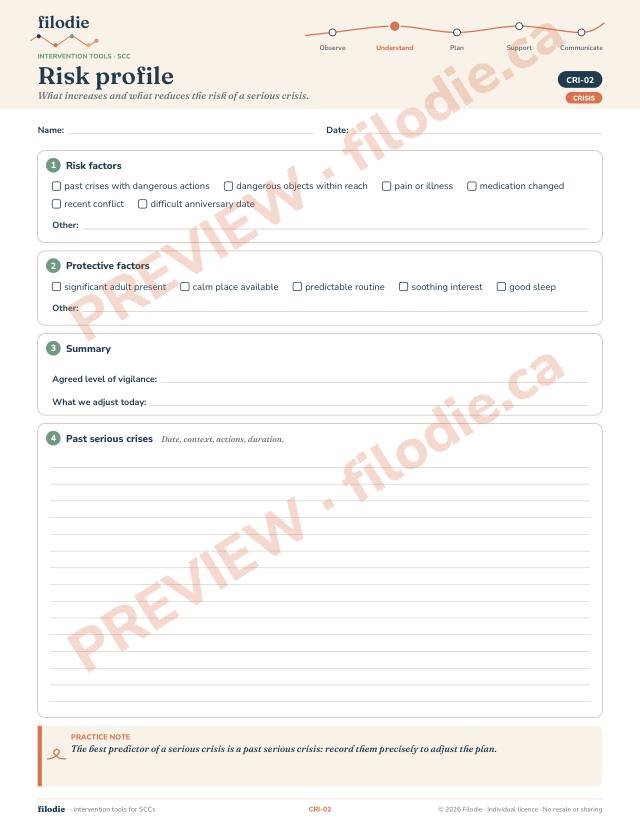 filodie
Observe Understand Plan Support Communicate
INTERVENTION TOOLS · SCC
Risk profile
What increases and what reduces the risk of a serious crisis.
CRI-02
CRISIS
Name: Date:
1 Risk factors
past crises with dangerous actions dangerous objects within reach pain or illness medication changed
recent conflict difficult anniversary date
Other:
2 Protective factors
significant adult present calm place available predictable routine soothing interest good sleep
Other:
3 Summary
Agreed level of vigilance:
What we adjust today:
4 Past serious crises Date, context, actions, duration.
PRACTICE NOTE
The best predictor of a serious crisis is a past serious crisis: record them precisely to adjust the plan.
filodie · intervention tools for SCCs CRI-02 © 2026 Filodie · Individual licence · No resale or sharing
PREVIEW · filodie.ca
PREVIEW · filodie.ca